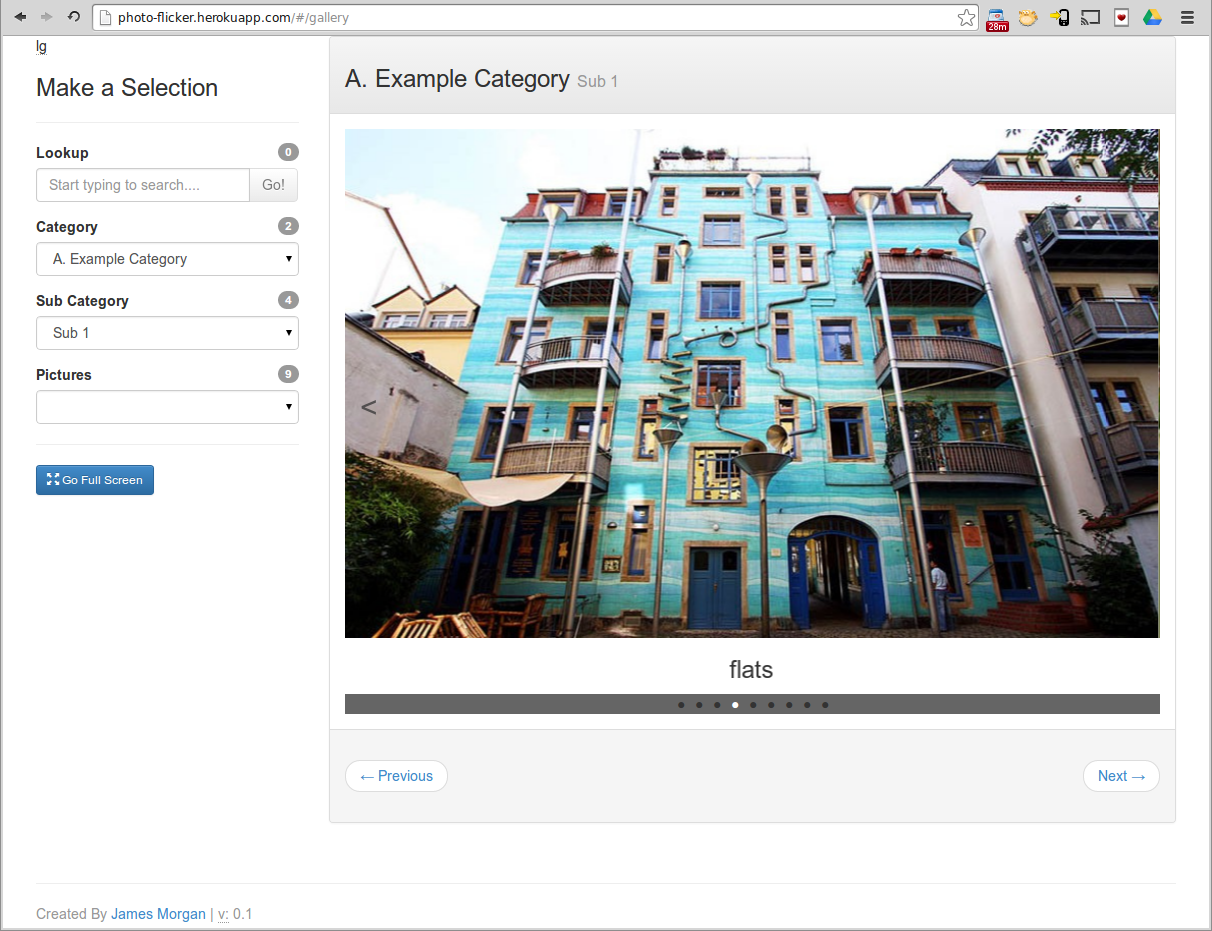 photo-flicker.herokuapp.com/#/gallery
28m
lg
Make a Selection
Lookup 0
Start typing to search.... Go!
Category 2
A. Example Category
Sub Category 4
Sub 1
Pictures 9
Go Full Screen
A. Example Category Sub 1
<
flats
← Previous
Next →
Created By James Morgan | v: 0.1